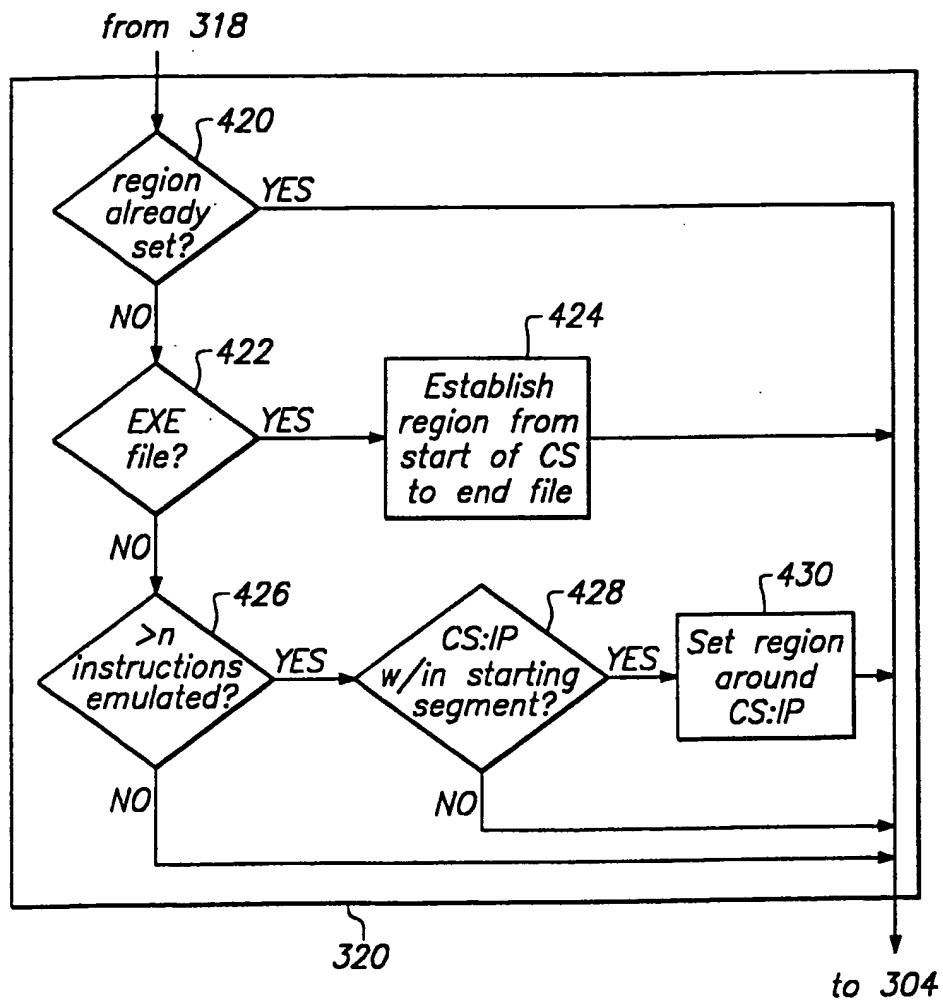 from 318
420
region
already
set?
YES
NO
422
EXE
file?
YES
424
Establish
region from
start of CS
to end file
NO
426
>n
instructions
emulated?
YES
428
CS:IP
w/in starting
segment?
YES
430
Set region
around
CS:IP
NO
NO
320
to 304